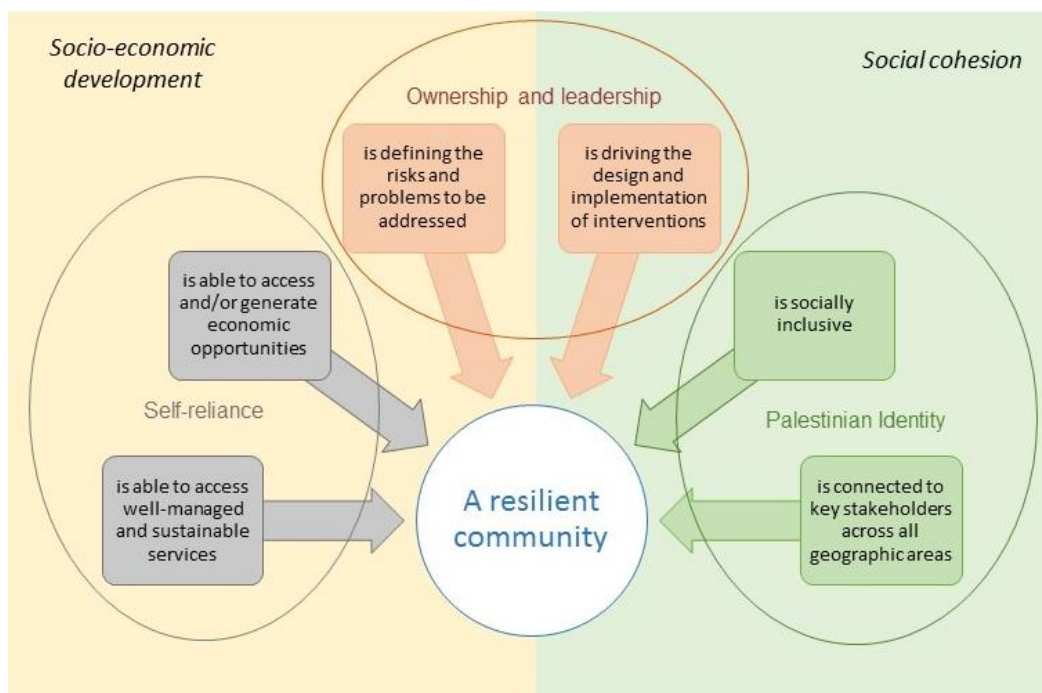 Socio-economic
development
Social cohesion
Ownership and leadership
is defining the
risks and
problems to be
addressed
is driving the
design and
implementation
of interventions
is able to access
and/or generate
economic
opportunities
is socially
inclusive
Self-reliance
Palestinian Identity
is able to access
well-managed
and sustainable
services
A resilient
community
is connected to
key stakeholders
across all
geographic areas